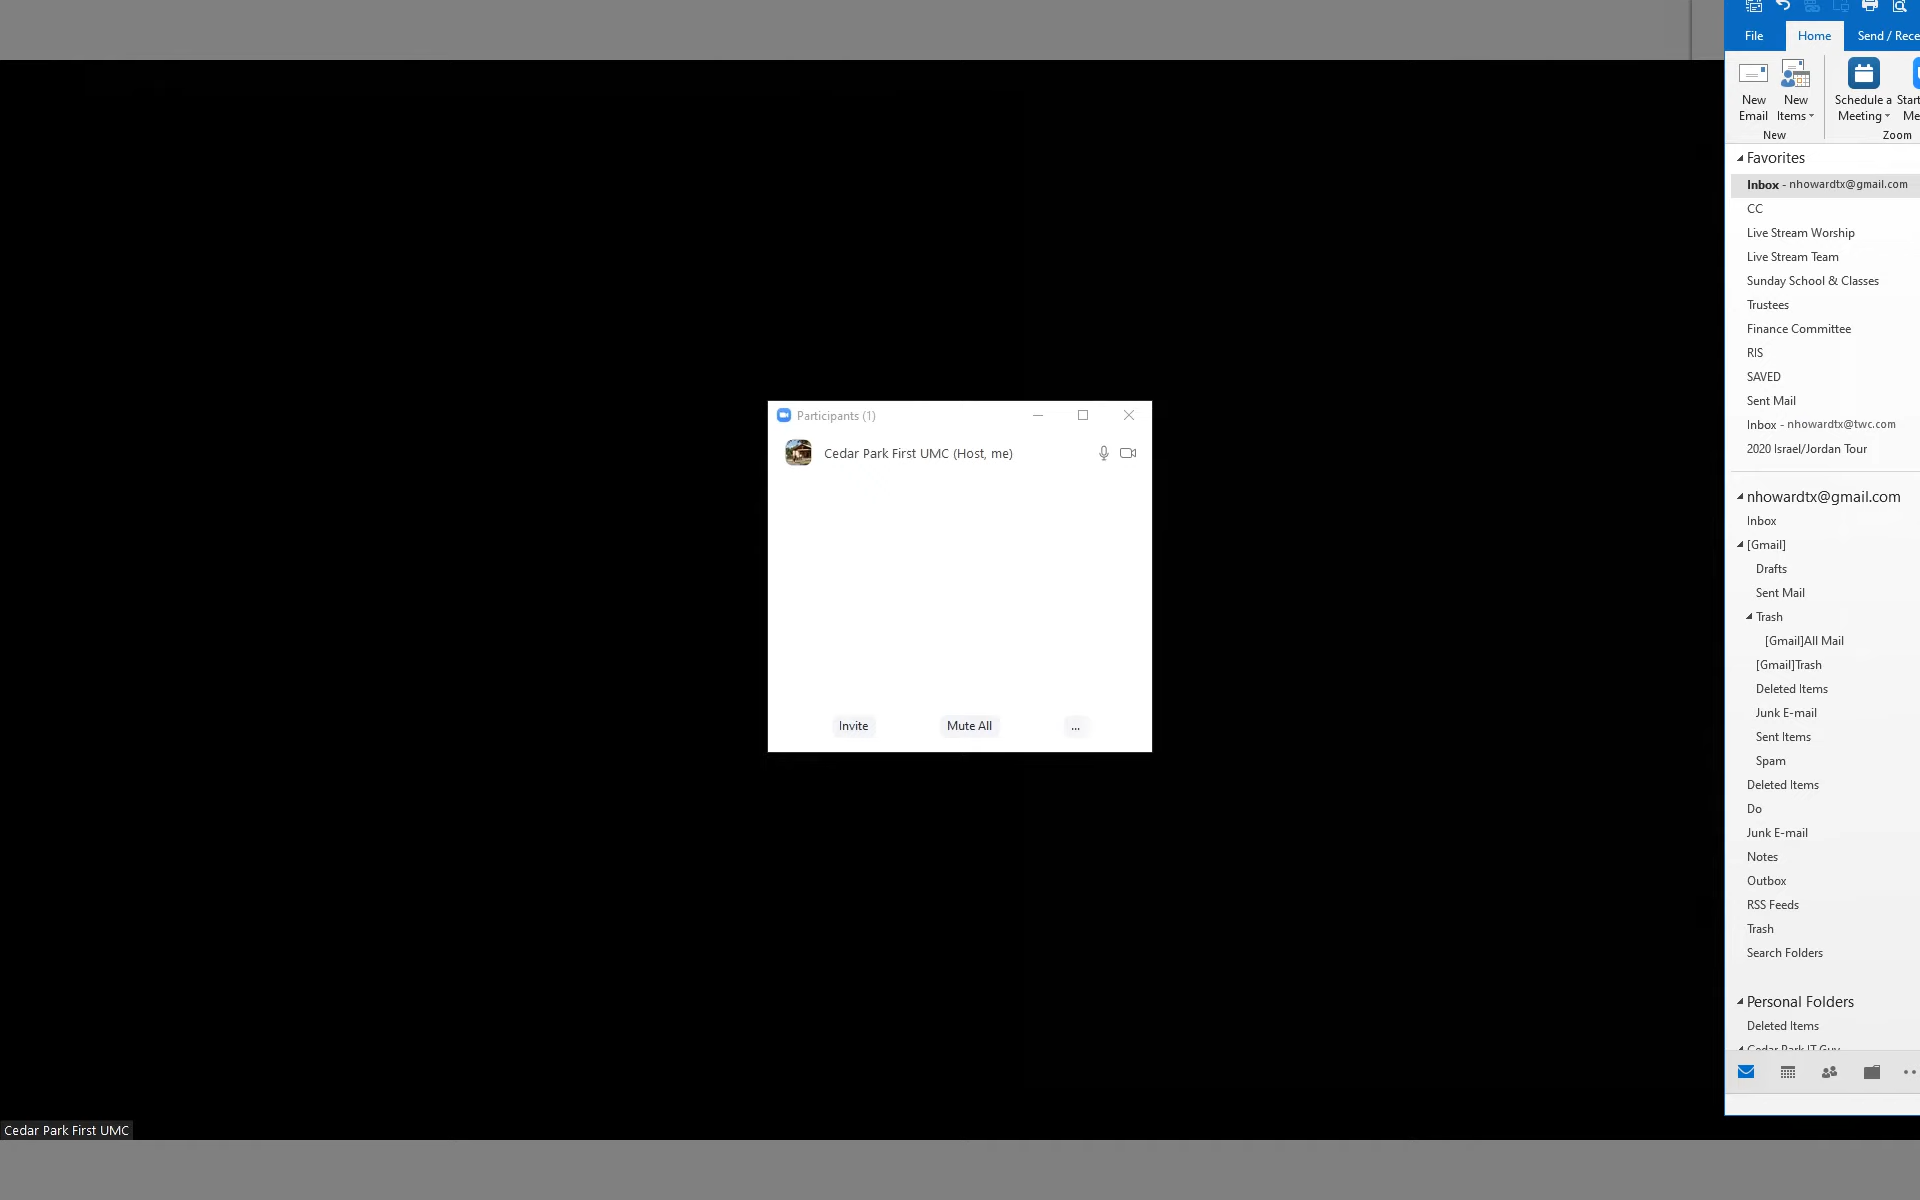 File Home Send / Rece
New Email
New Items
Schedule a Meeting
Start
Me
New
Zoom
Favorites
Inbox - nhowardtx@gmail.com
CC
Live Stream Worship
Live Stream Team
Sunday School & Classes
Trustees
Finance Committee
RIS
SAVED
Sent Mail
Inbox - nhowardtx@twc.com
2020 Israel/Jordan Tour
nhowardtx@gmail.com
Inbox
[Gmail]
Drafts
Sent Mail
Trash
[Gmail]All Mail
[Gmail]Trash
Deleted Items
Junk E-mail
Sent Items
Spam
Deleted Items
Do
Junk E-mail
Notes
Outbox
RSS Feeds
Trash
Search Folders
Personal Folders
Deleted Items
Cedar Park IT Guy
Participants (1)
Cedar Park First UMC (Host, me)
Invite
Mute All
...
Cedar Park First UMC